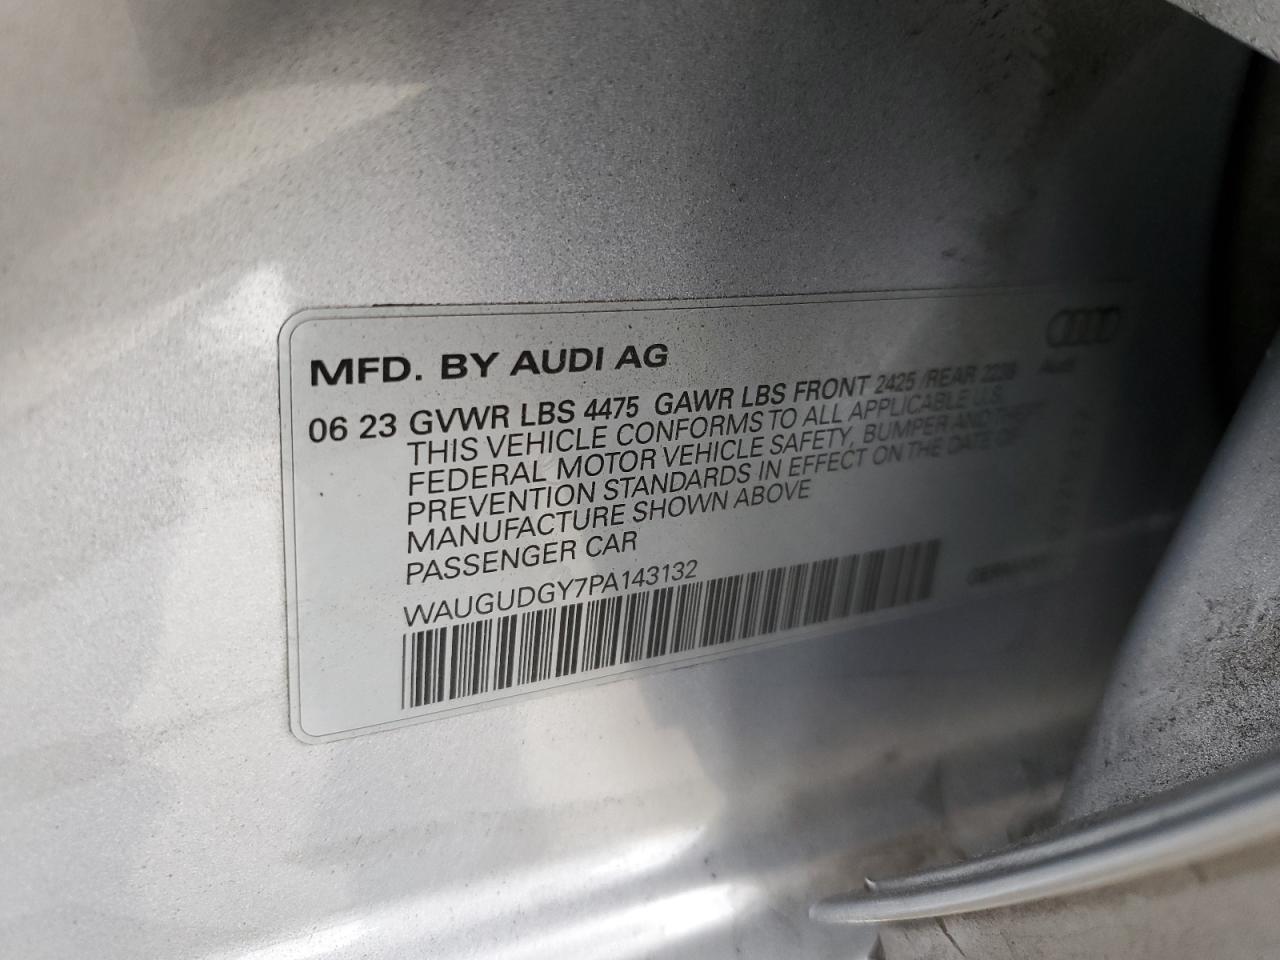 MFD. BY AUDI AG
06 23 GVWR LBS 4475 GAWR LBS FRONT 2425 /REAR
Audi
THIS VEHICLE CONFORMS TO ALL APPLICABLE U.S.
FEDERAL MOTOR VEHICLE SAFETY, BUMPER AND THEFT
PREVENTION STANDARDS IN EFFECT ON THE DATE OF
MANUFACTURE SHOWN ABOVE
PASSENGER CAR
WAUGUDGY7PA143132